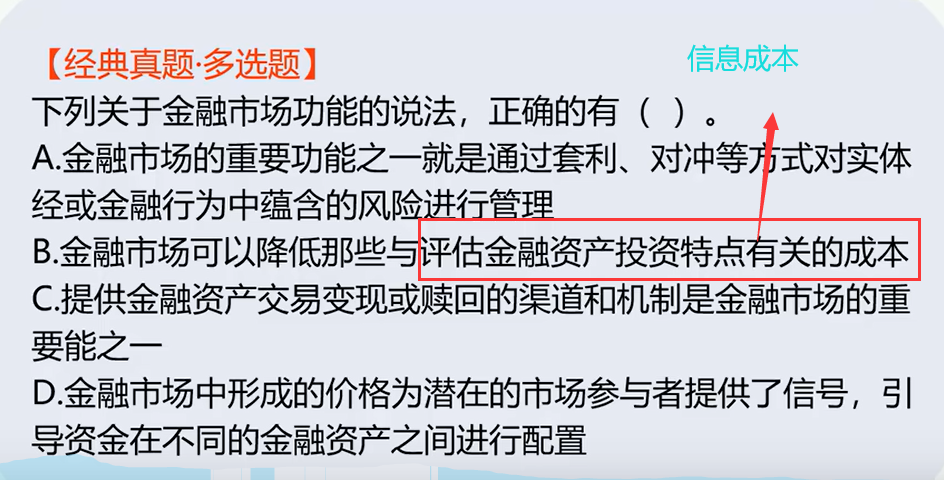 【经典真题·多选题】
信息成本
下列关于金融市场功能的说法，正确的有（ ）。
A.金融市场的重要功能之一就是通过套利、对冲等方式对实体
经或金融行为中蕴含的风险进行管理
B.金融市场可以降低那些与评估金融资产投资特点有关的成本
C.提供金融资产交易变现或赎回的渠道和机制是金融市场的重
要能之一
D.金融市场中形成的价格为潜在的市场参与者提供了信号，引
导资金在不同的金融资产之间进行配置